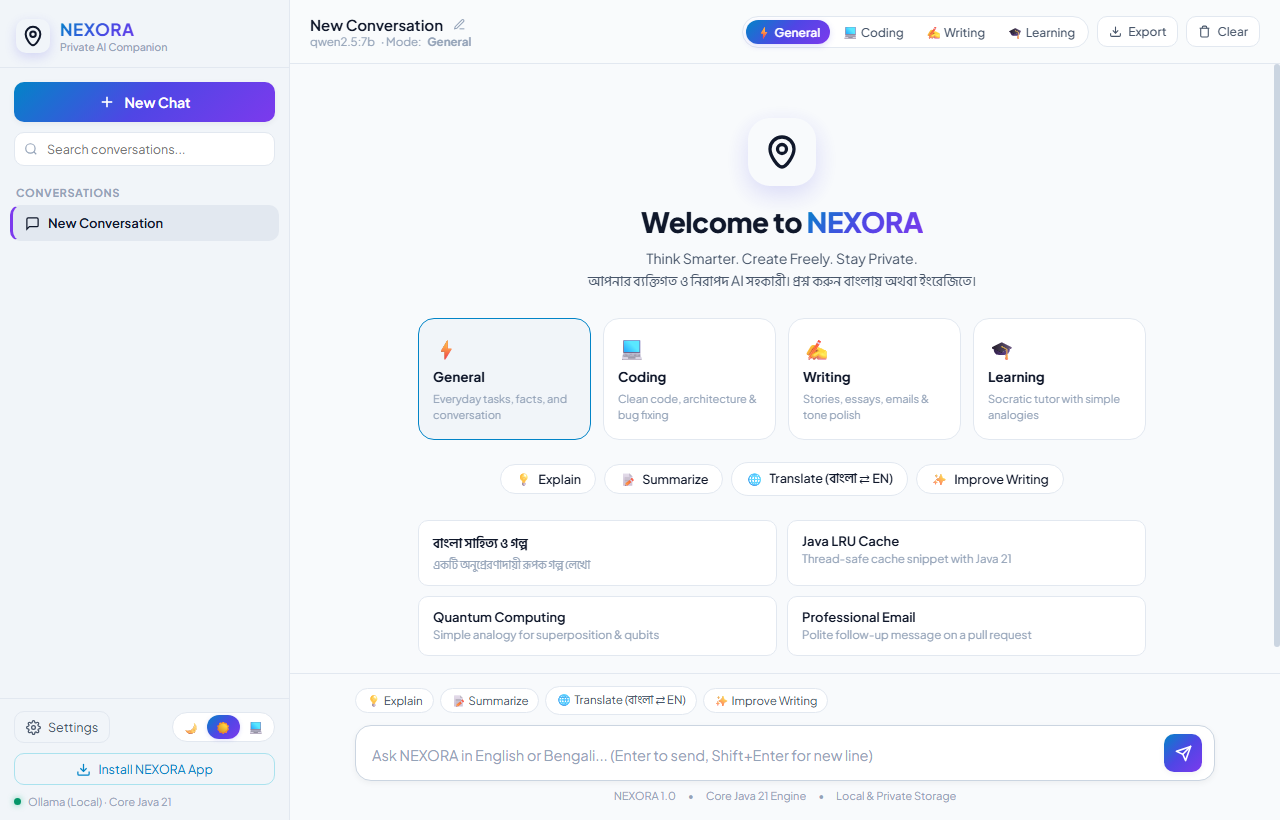 NEXORA
Private AI Companion
New Chat
Search conversations...
CONVERSATIONS
New Conversation
Settings
Install NEXORA App
Ollama (Local) · Core Java 21
New Conversation
qwen2.5:7b · Mode: General
General
Coding
Writing
Learning
Export
Clear
Welcome to NEXORA
Think Smarter. Create Freely. Stay Private.
আপনার ব্যক্তিগত ও নিরাপদ AI সহকারী। প্রশ্ন করুন বাংলায় অথবা ইংরেজিতে।
General
Everyday tasks, facts, and
conversation
Coding
Clean code, architecture &
bug fixing
Writing
Stories, essays, emails &
tone polish
Learning
Socratic tutor with simple
analogies
Explain
Summarize
Translate (বাংলা ⇄ EN)
Improve Writing
বাংলা সাহিত্য ও গল্প
একটি অনুপ্রেরণাদায়ী রূপক গল্প লেখো
Java LRU Cache
Thread-safe cache snippet with Java 21
Quantum Computing
Simple analogy for superposition & qubits
Professional Email
Polite follow-up message on a pull request
Explain
Summarize
Translate (বাংলা ⇄ EN)
Improve Writing
Ask NEXORA in English or Bengali... (Enter to send, Shift+Enter for new line)
NEXORA 1.0 • Core Java 21 Engine • Local & Private Storage